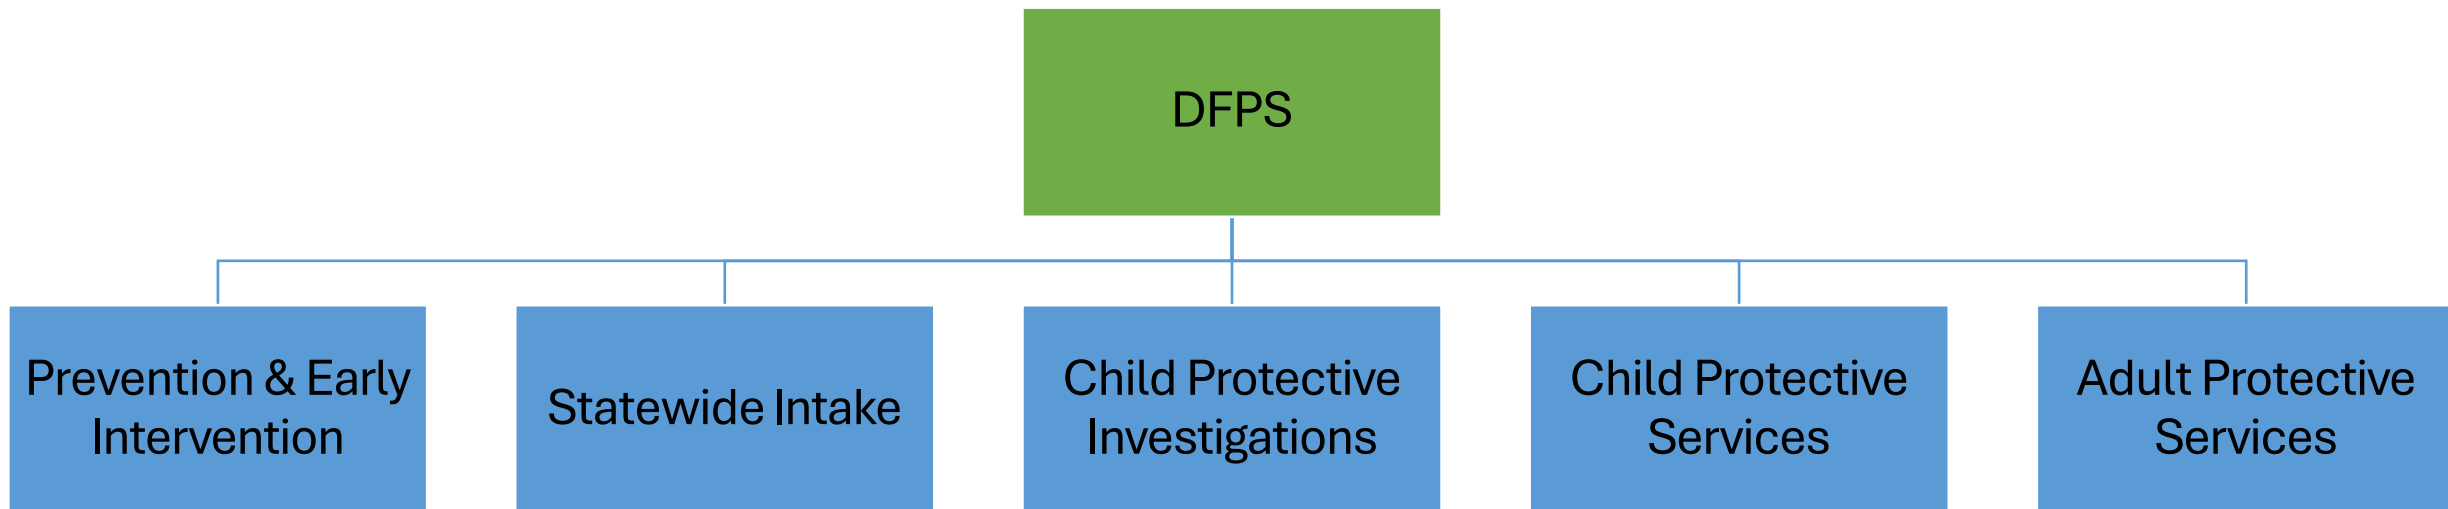 DFPS
Prevention & Early
Intervention
Statewide Intake
Child Protective
Investigations
Child Protective
Services
Adult Protective
Services